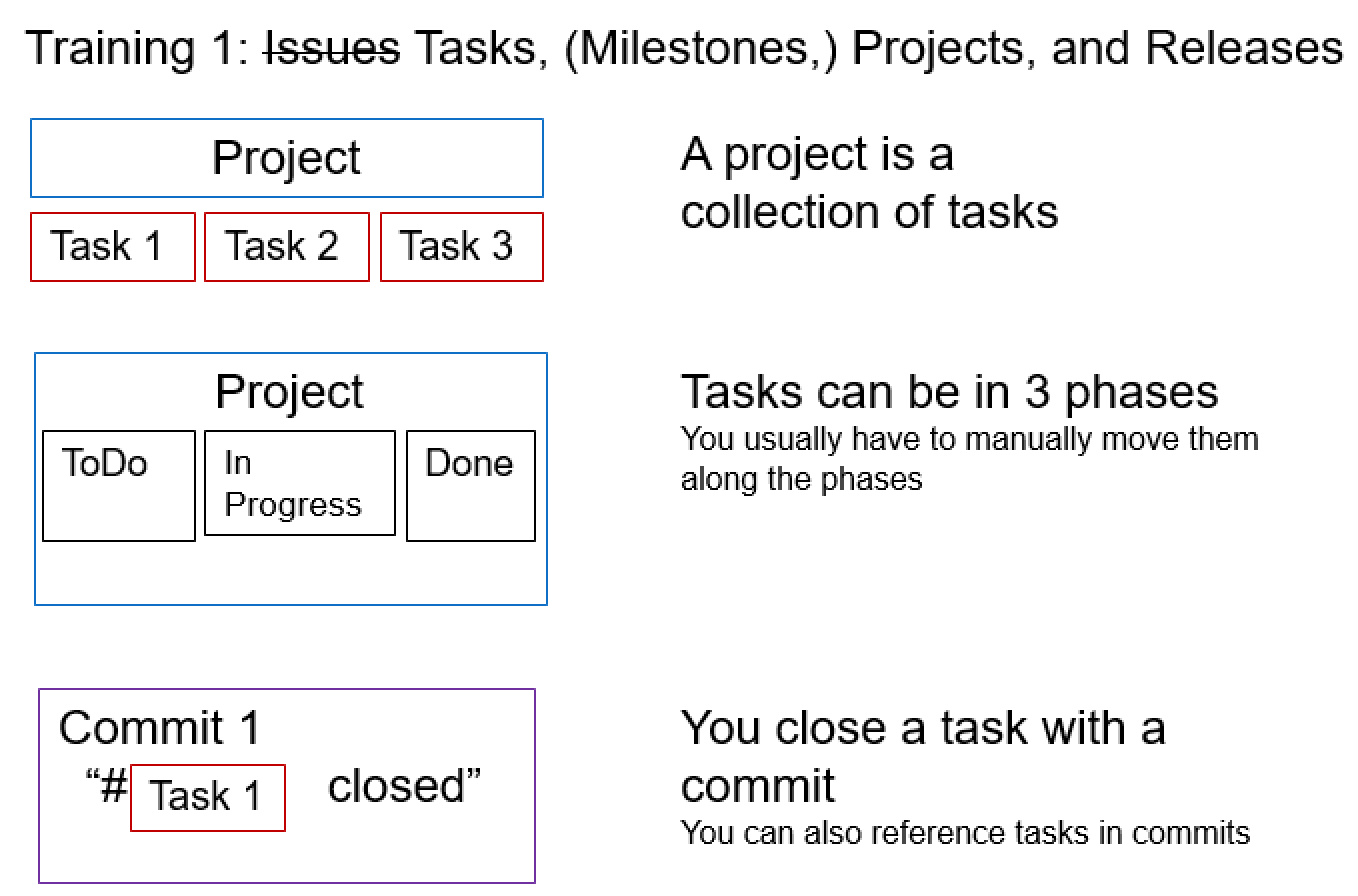 Training 1: Issues Tasks, (Milestones,) Projects, and Releases
Project
Task 1 Task 2 Task 3
A project is a
collection of tasks
Project
ToDo
In
Progress
Done
Tasks can be in 3 phases
You usually have to manually move them
along the phases
Commit 1
“# Task 1 closed”
You close a task with a
commit
You can also reference tasks in commits